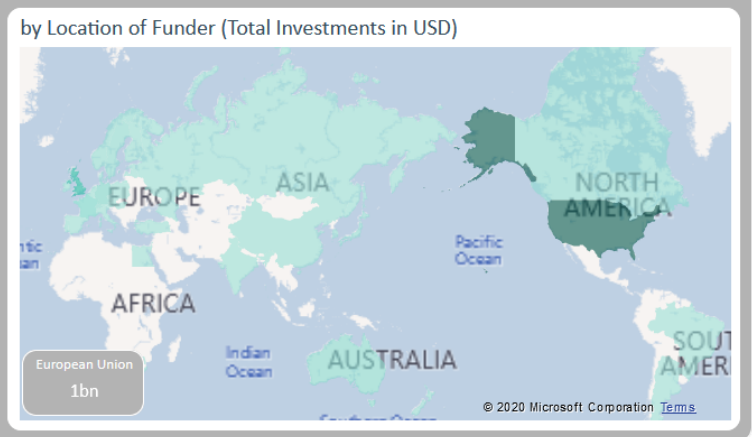 by Location of Funder (Total Investments in USD)
EUROPE
ASIA
NORTH
AMERICA
Pacific
Ocean
AFRICA
Indian
Ocean
AUSTRALIA
European Union
1bn
© 2020 Microsoft Corporation Terms